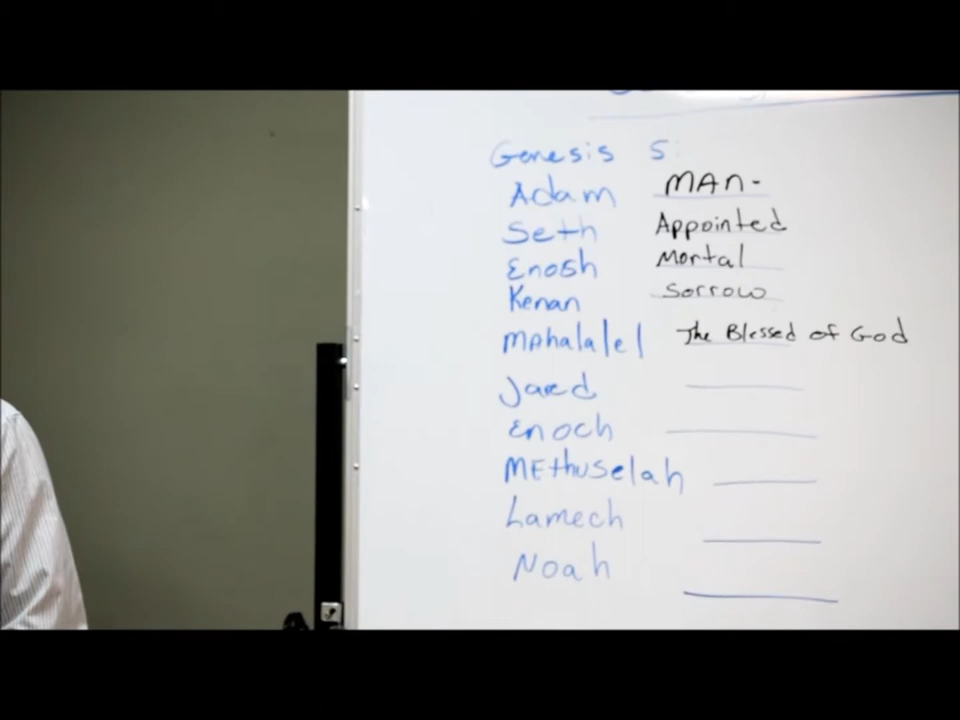 Genesis 5:
Adam MAN-
Seth Appointed
Enosh Mortal
Kenan Sorrow
MAhalalel The Blessed of God
Jared
Enoch
MEthuselah
Lamech
Noah